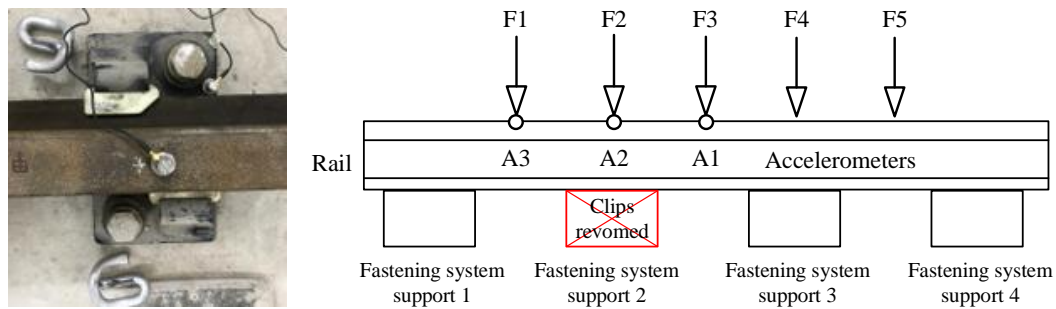 F1 F2 F3 F4 F5
Rail A3 A2 A1 Accelerometers
Clips
revomed
Fastening system Fastening system Fastening system Fastening system
support 1 support 2 support 3 support 4